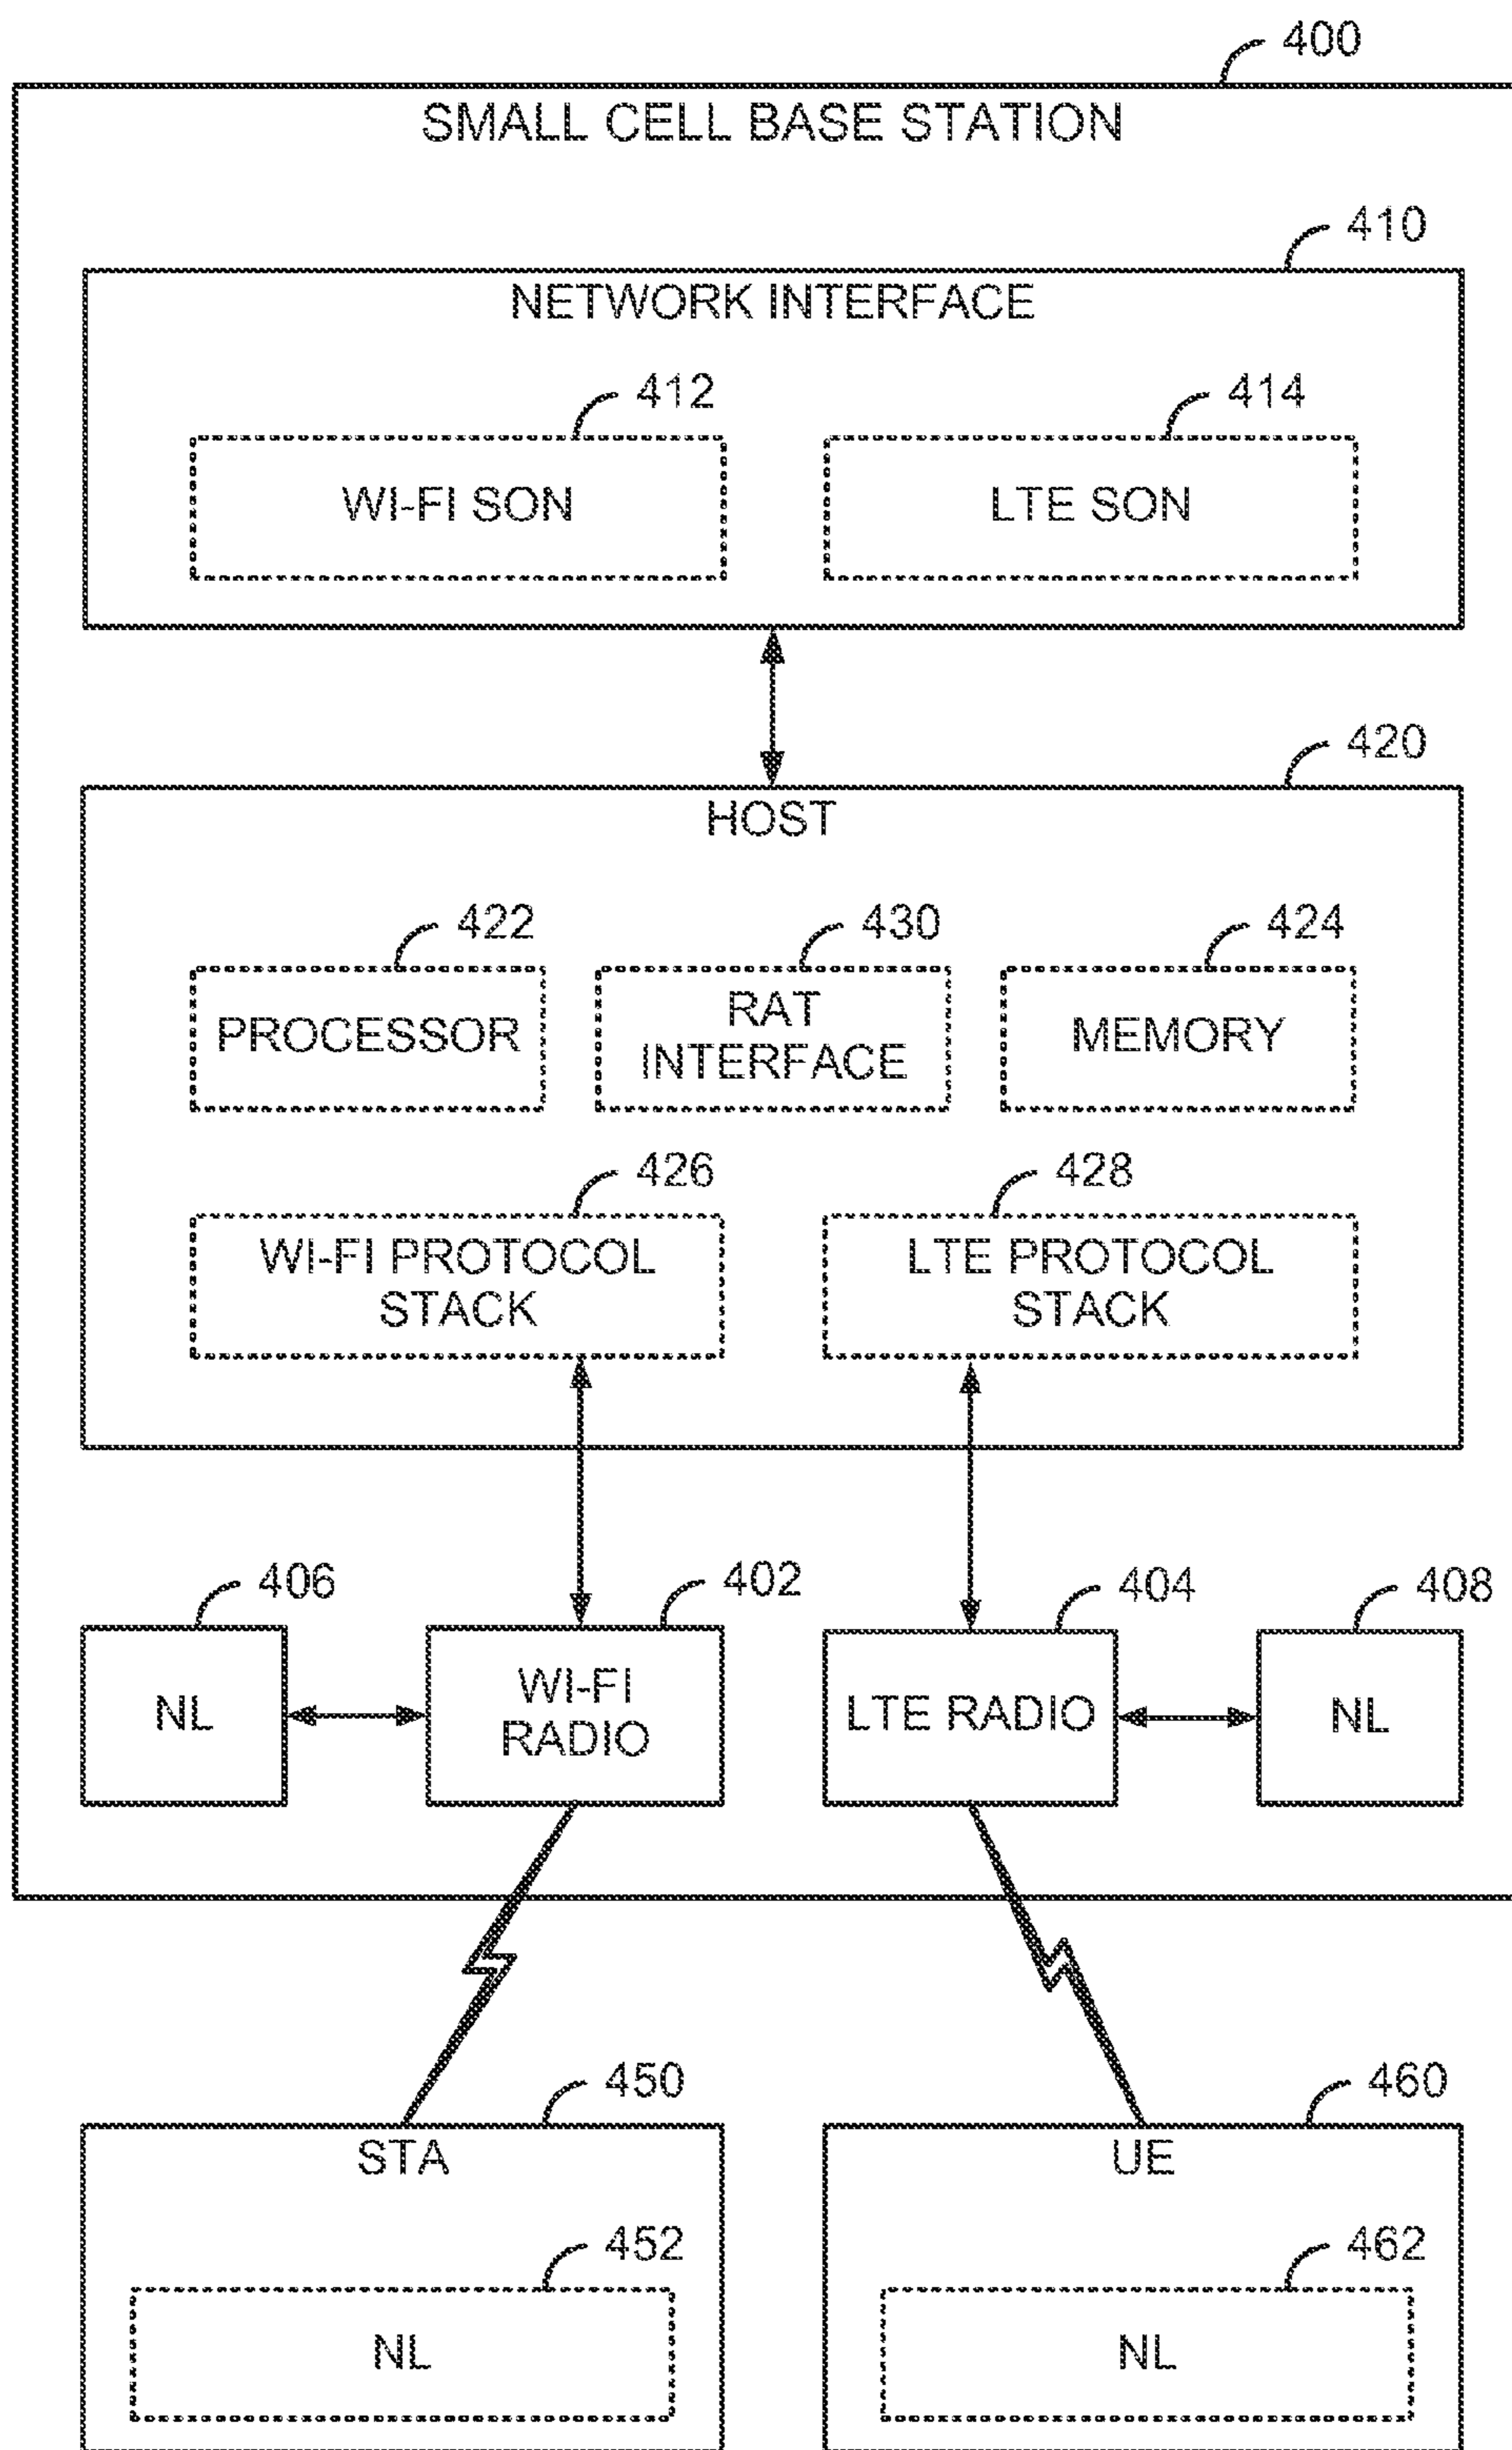 400
SMALL CELL BASE STATION
410
NETWORK INTERFACE
412
414
WI-FI SON
LTE SON
420
HOST
422
430
424
PROCESSOR
RAT
INTERFACE
MEMORY
426
428
WI-FI PROTOCOL
STACK
LTE PROTOCOL
STACK
406
402
404
408
NL
WI-FI
RADIO
LTE RADIO
NL
450
460
STA
UE
452
462
NL
NL